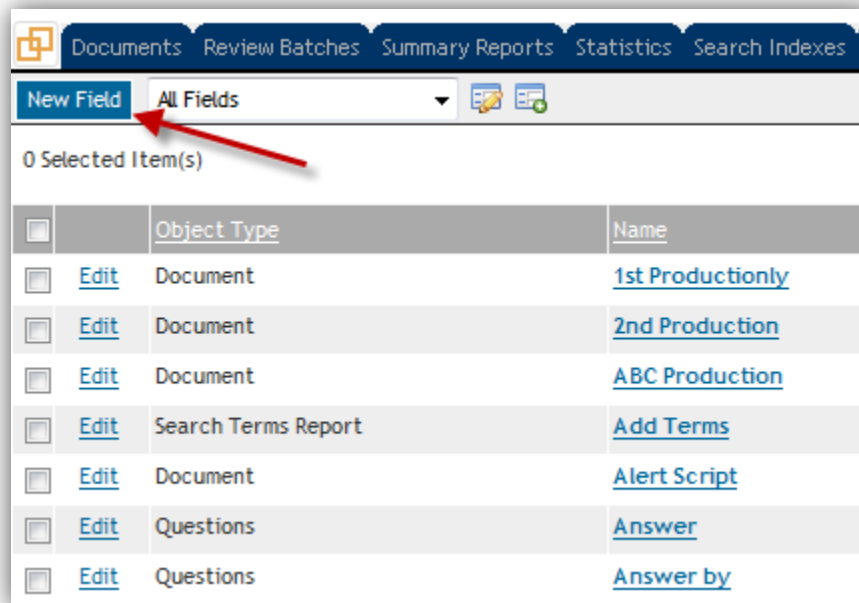 Documents Review Batches Summary Reports Statistics Search Indexes
New Field All Fields
0 Selected Item(s)
Object Type Name
Edit Document 1st Productionly
Edit Document 2nd Production
Edit Document ABC Production
Edit Search Terms Report Add Terms
Edit Document Alert Script
Edit Questions Answer
Edit Questions Answer by